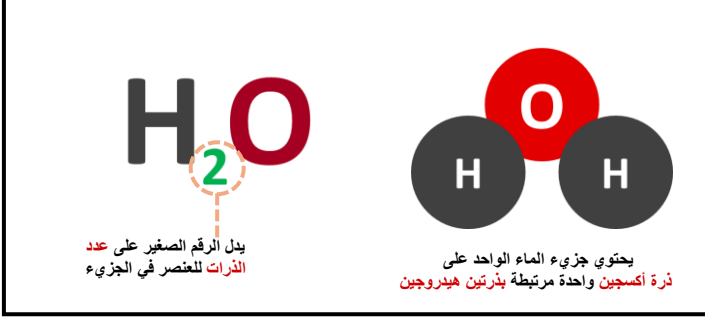 H2O
يدل الرقم الصغير على عدد
الذرات للعنصر في الجزيء
O
H H
يحتوي جزيء الماء الواحد على
ذرة أكسجين واحدة مرتبطة بذرتين هيدروجين